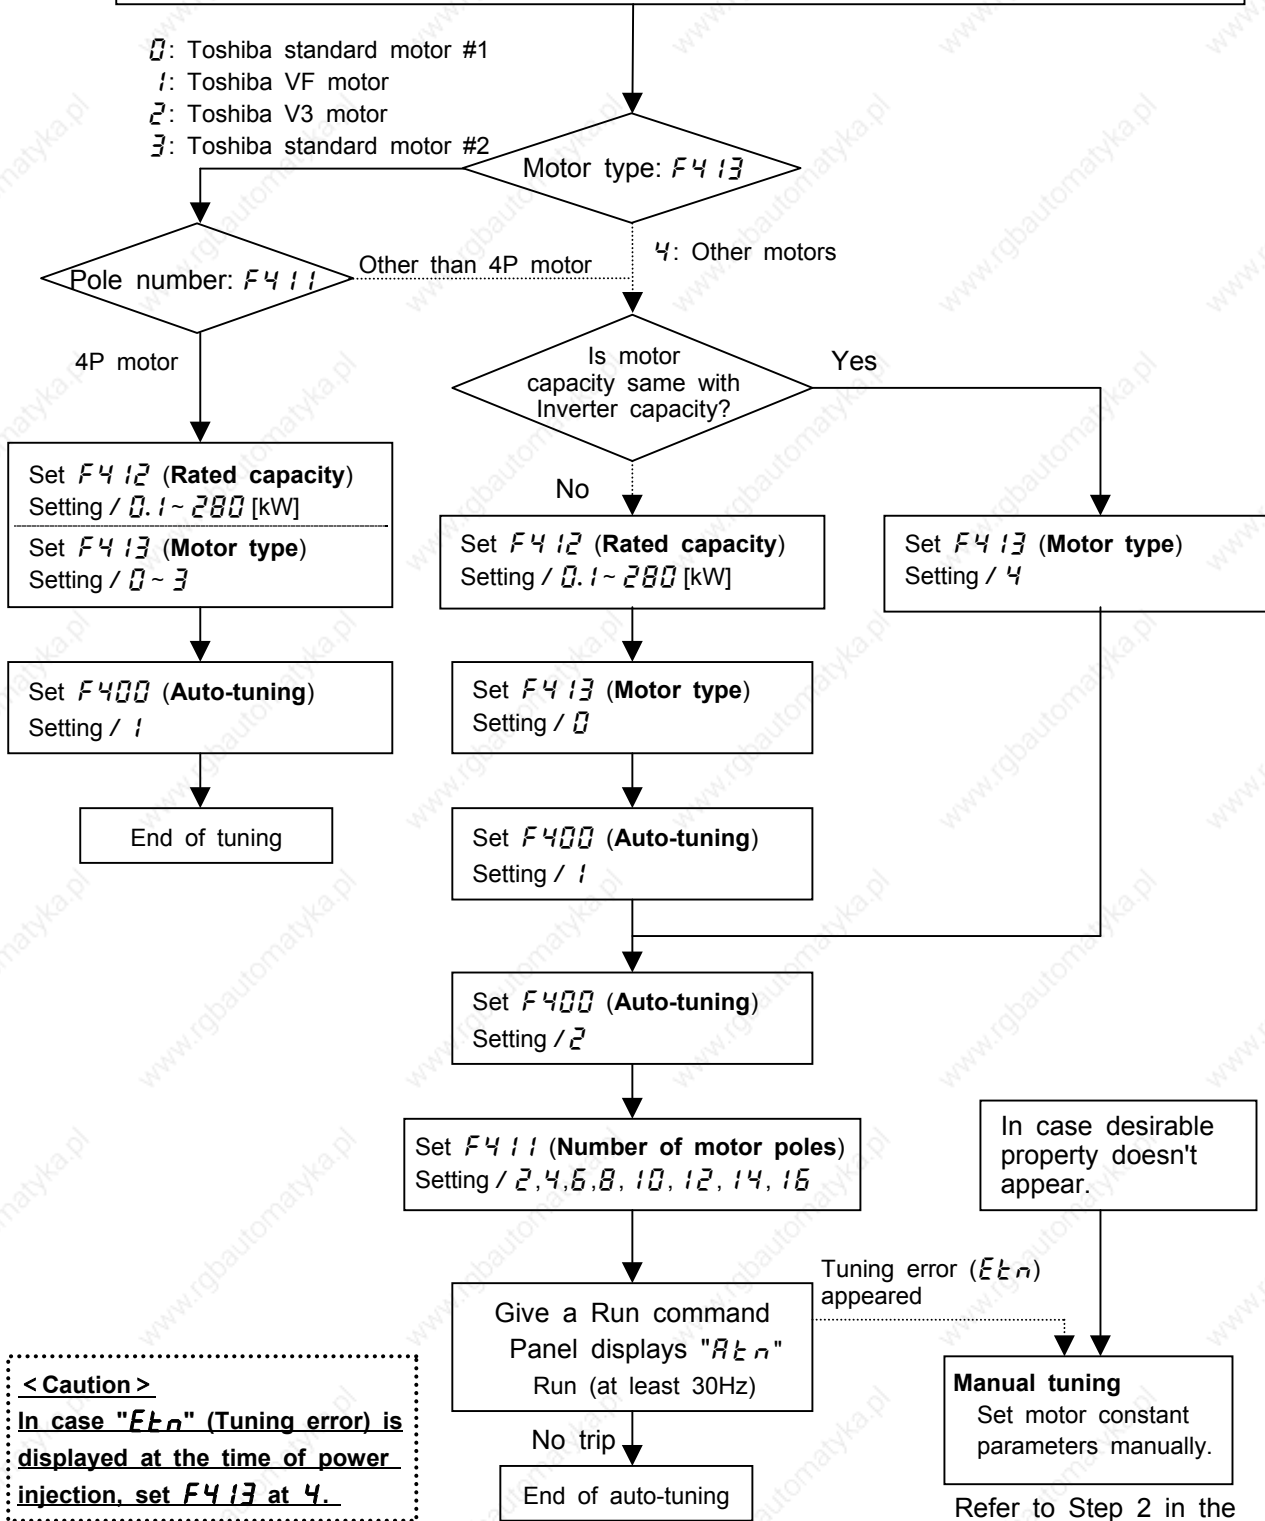 0: Toshiba standard motor #1
1: Toshiba VF motor
2: Toshiba V3 motor
3: Toshiba standard motor #2
Motor type: F413
4: Other motors
Pole number: F411
Other than 4P motor
4P motor
Is motor
capacity same with
Inverter capacity?
Yes
No
Set F412 (Rated capacity)
Setting / 0.1~280 [kW]
Set F413 (Motor type)
Setting / 0~3
Set F412 (Rated capacity)
Setting / 0.1~280 [kW]
Set F413 (Motor type)
Setting / 4
Set F400 (Auto-tuning)
Setting / 1
Set F413 (Motor type)
Setting / 0
End of tuning
Set F400 (Auto-tuning)
Setting / 1
Set F400 (Auto-tuning)
Setting / 2
Set F411 (Number of motor poles)
Setting / 2,4,6,8, 10, 12, 14, 16
In case desirable
property doesn't
appear.
Tuning error (Etn)
appeared
Give a Run command
Panel displays "Atn"
Run (at least 30Hz)
Manual tuning
Set motor constant
parameters manually.
No trip
End of auto-tuning
Refer to Step 2 in the
<Caution>
In case "Etn" (Tuning error) is
displayed at the time of power
injection, set F413 at 4.
www.rgbautomatyka.pl